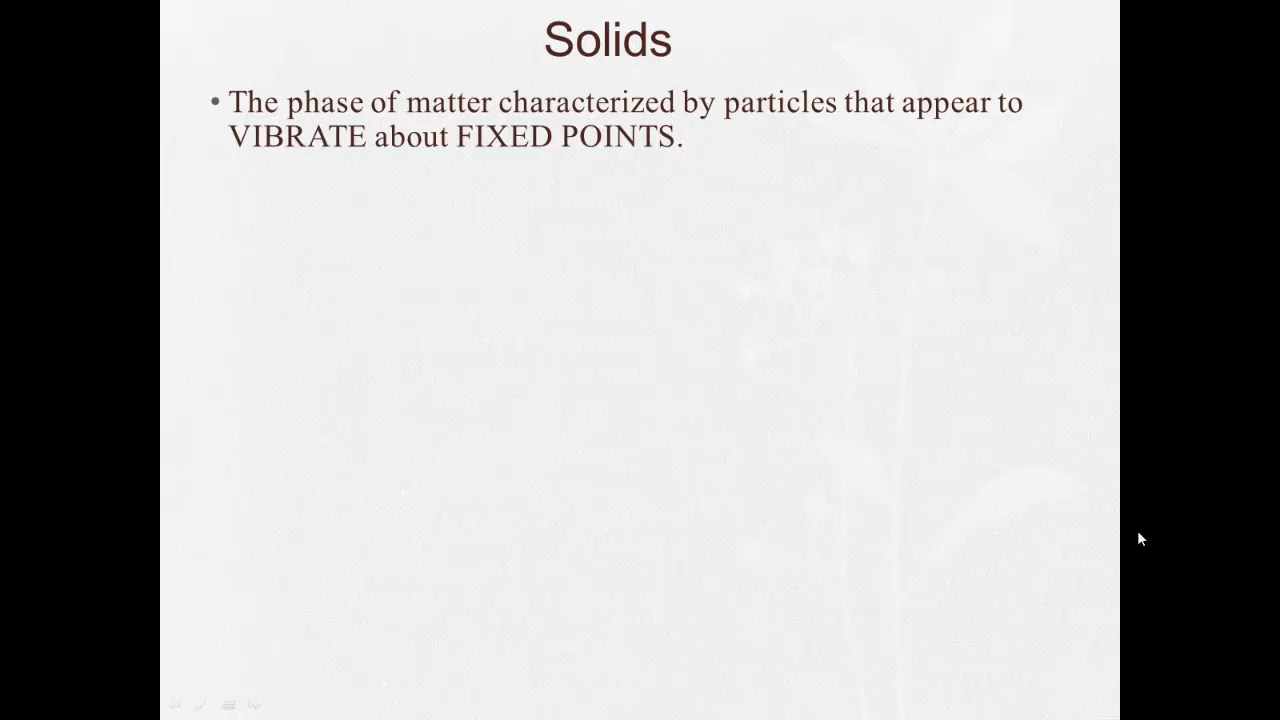 Solids
• The phase of matter characterized by particles that appear to
VIBRATE about FIXED POINTS.